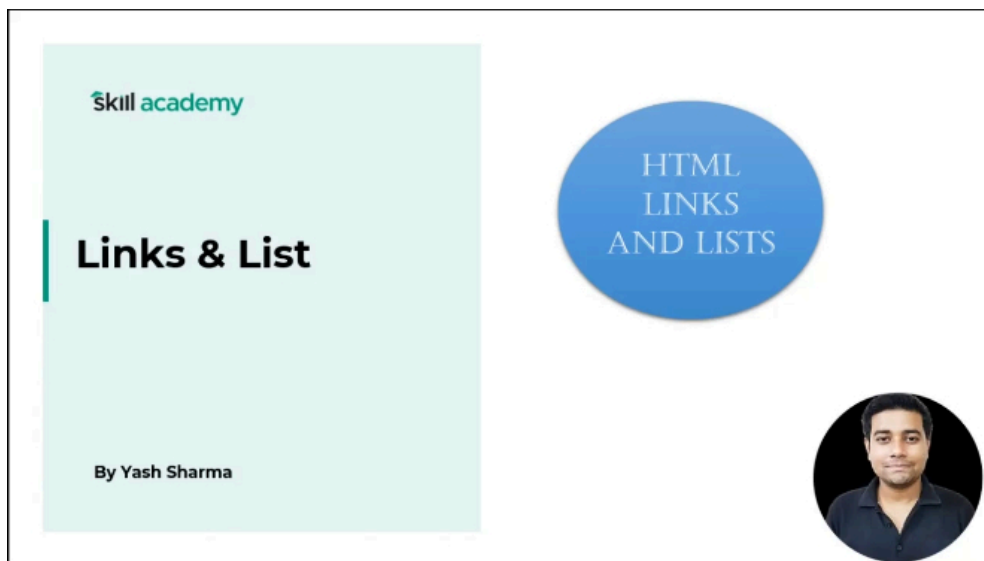 skill academy
Links & List
By Yash Sharma
HTML
LINKS
AND LISTS